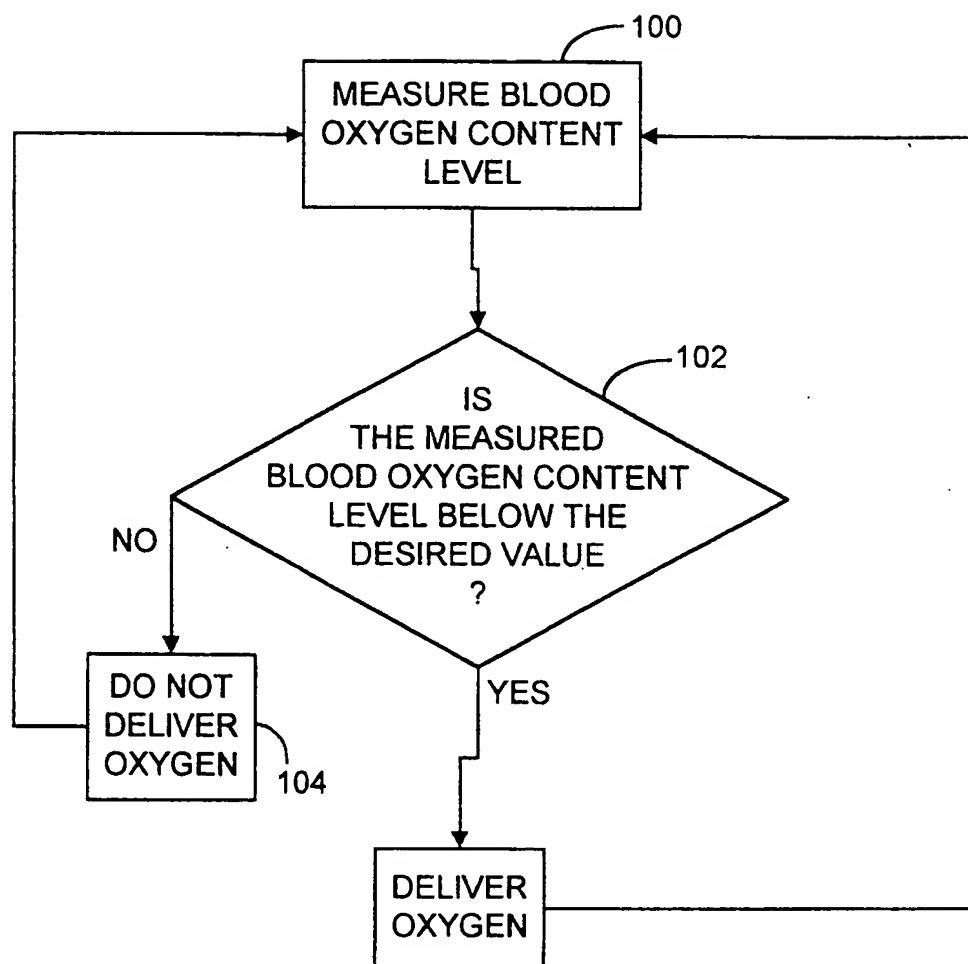 100
MEASURE BLOOD
OXYGEN CONTENT
LEVEL
102
IS
THE MEASURED
BLOOD OXYGEN CONTENT
LEVEL BELOW THE
DESIRED VALUE
?
NO
YES
DO NOT
DELIVER
OXYGEN
104
DELIVER
OXYGEN